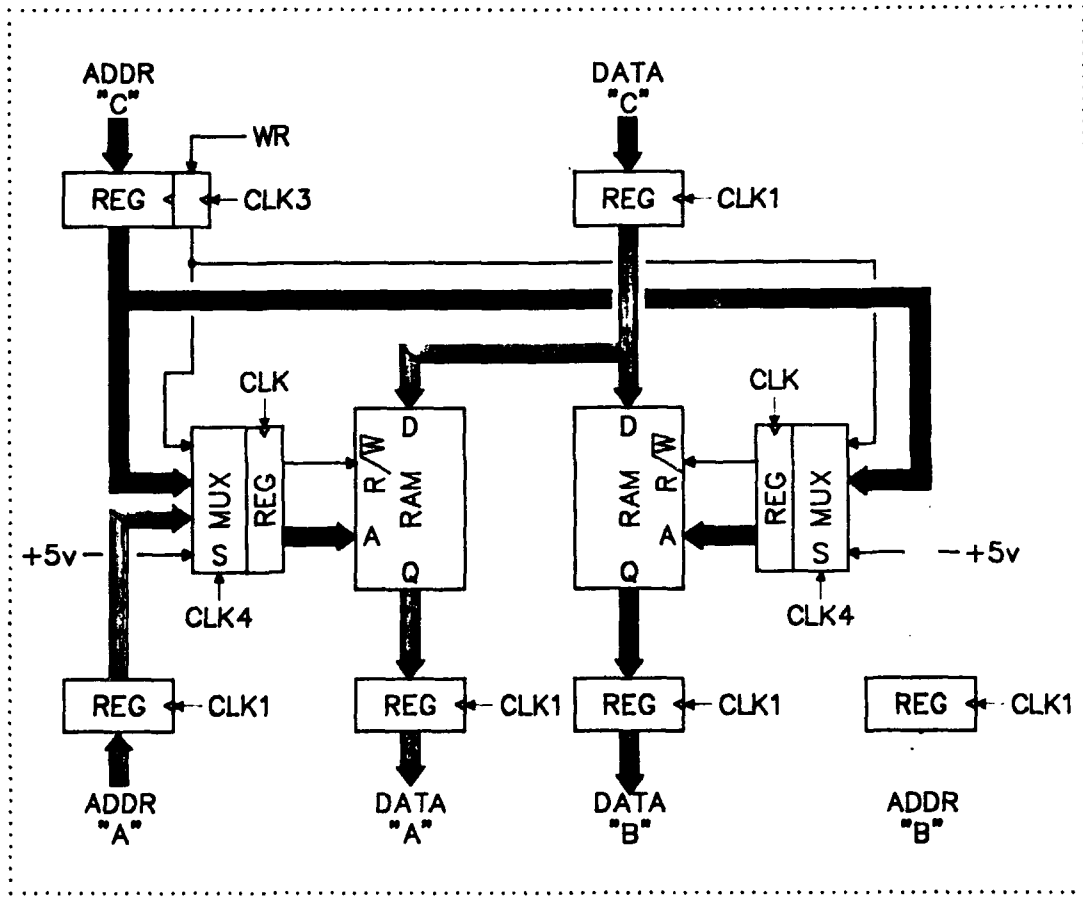 ADDR
"C"
DATA
"C"
WR
REG
CLK3
REG
CLK1
CLK
CLK
MUX
REG
D
R/W̅
RAM
A
Q
D
R/W̅
RAM
A
Q
REG
MUX
+5v
S
S
+5v
CLK4
CLK4
REG
CLK1
REG
CLK1
REG
CLK1
REG
CLK1
ADDR
"A"
DATA
"A"
DATA
"B"
ADDR
"B"